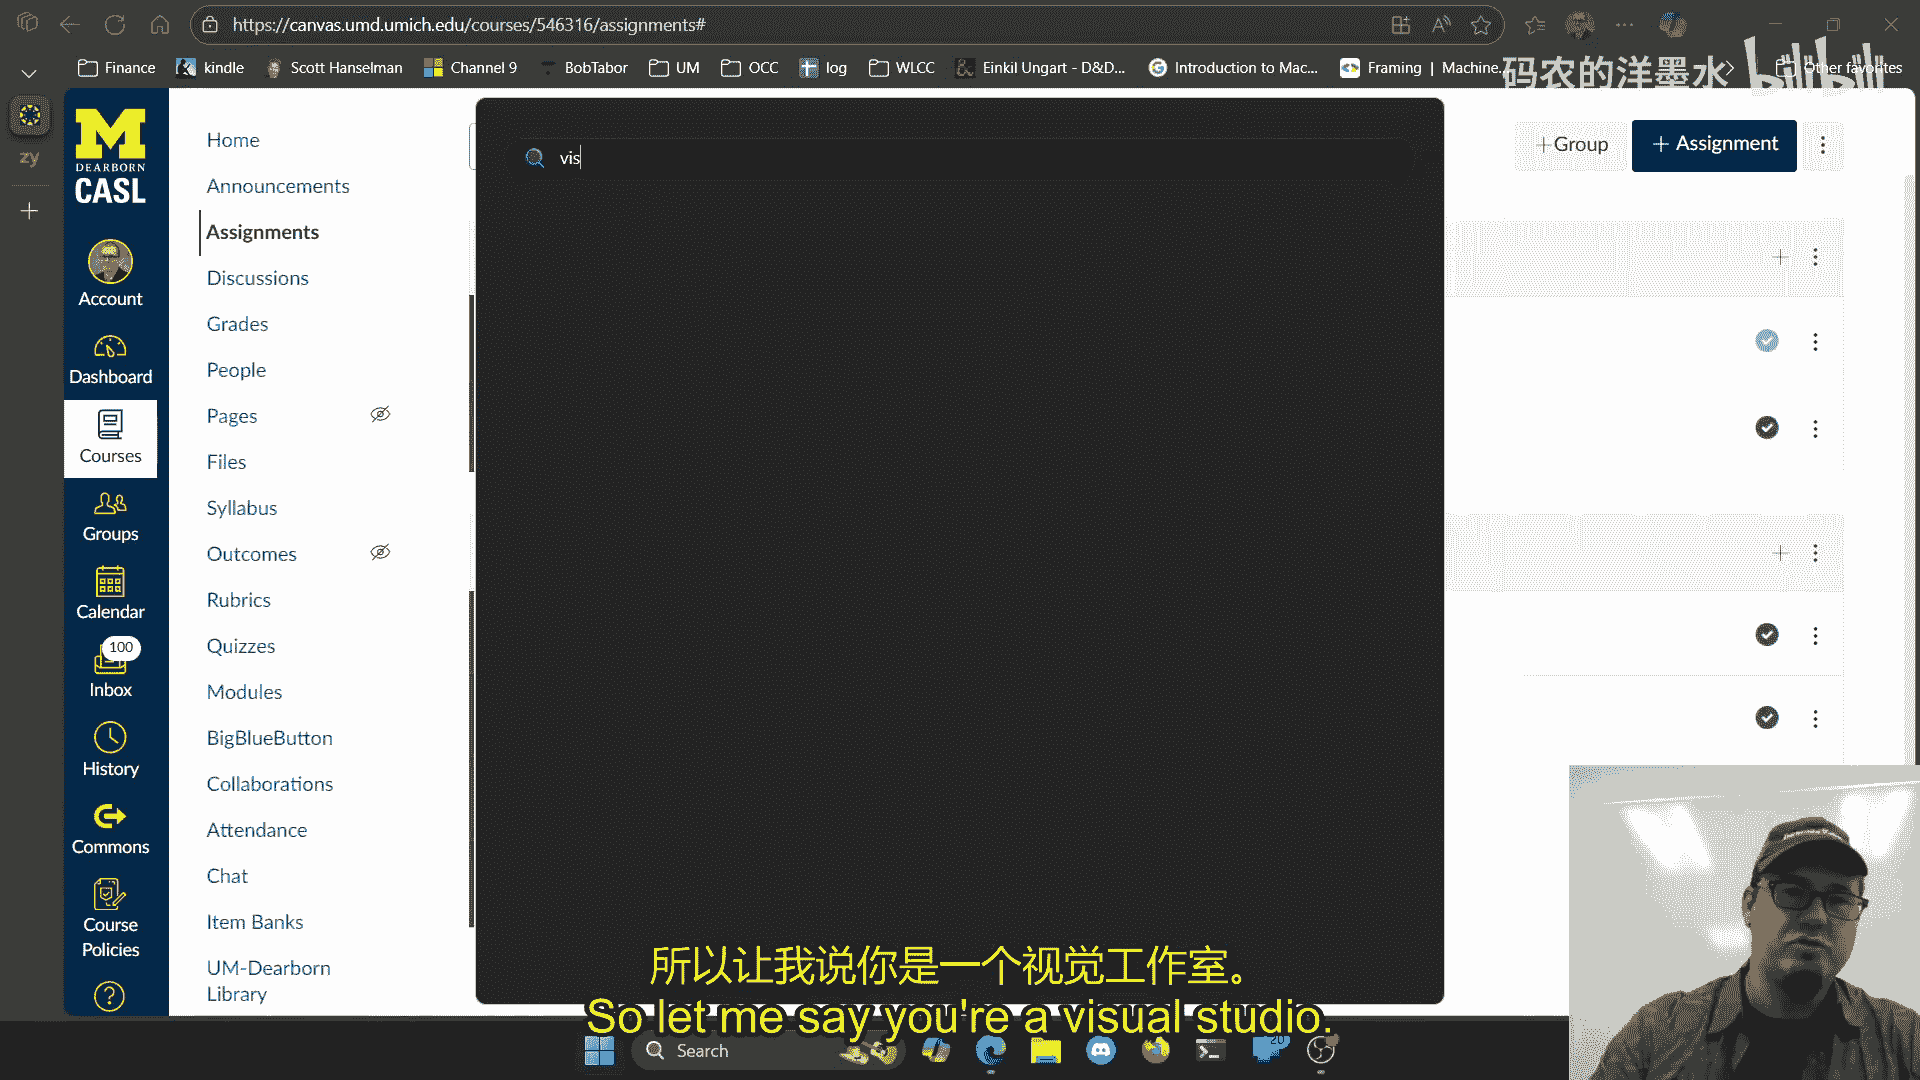 https://canvas.umd.umich.edu/courses/546316/assignments#
Finance
kindle
Scott Hanselman
Channel 9
BobTabor
UM
OCC
log
WLCC
Einkil Ungart - D&D...
Introduction to Mac...
Framing | Machine...
Other favorites
码农的洋墨水
bilibili
zy
M
DEARBORN
CASL
Account
Dashboard
Courses
Groups
Calendar
100
Inbox
History
Commons
Course
Policies
Home
Announcements
Assignments
Discussions
Grades
People
Pages
Files
Syllabus
Outcomes
Rubrics
Quizzes
Modules
BigBlueButton
Collaborations
Attendance
Chat
Item Banks
UM-Dearborn
Library
vis
+ Group
+ Assignment
所以让我说你是一个视觉工作室。
So let me say you're a visual studio.
Search
20